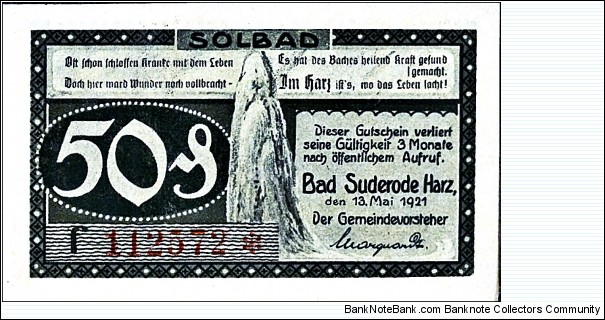 SOLBAD
Oft schon schlossen Kranke mit dem Leben
Doch hier ward Wunder noch vollbracht -
Es hat des Baches heilend Kraft gesund
[gemacht.
Im Harz ist's, wo das Leben lacht!
50 ₰
Dieser Gutschein verliert
seine Gültigkeit 3 Monate
nach öffentlichem Aufruf.
Bad Suderode Harz,
den 13. Mai 1921
Der Gemeindevorsteher
Marquardt.
f 112572 *
BankNoteBank.com Banknote Collectors Community